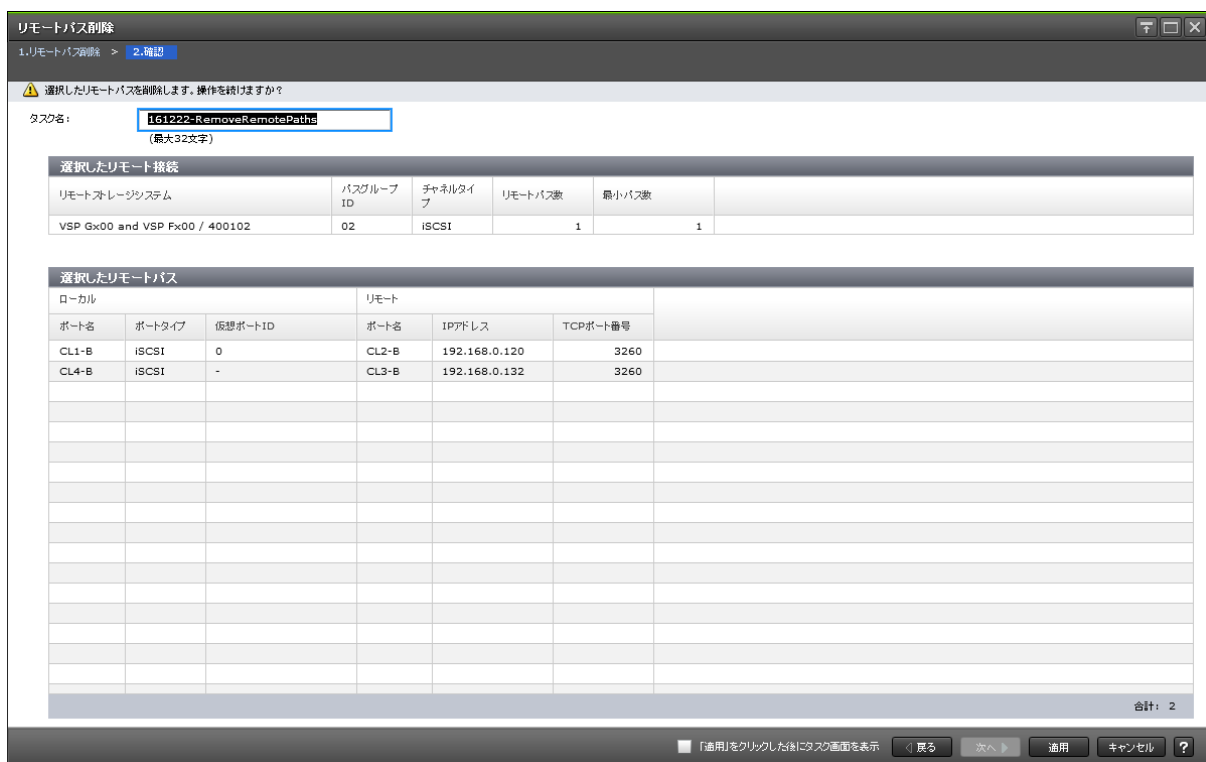 リモートパス削除
1.リモートパス削除 > 2.確認
選択したリモートパスを削除します。操作を続けますか?
タスク名: 161222-RemoveRemotePaths
(最大32文字)
選択したリモート接続
リモートストレージシステム パスグループID チャネルタイプ リモートパス数 最小パス数
VSP Gx00 and VSP Fx00 / 400102 02 iSCSI 1 1
選択したリモートパス
ローカル リモート
ポート名 ポートタイプ 仮想ポートID ポート名 IPアドレス TCPポート番号
CL1-B iSCSI 0 CL2-B 192.168.0.120 3260
CL4-B iSCSI - CL3-B 192.168.0.132 3260
合計: 2
「適用」をクリックした後にタスク画面を表示 戻る 次へ 適用 キャンセル ?